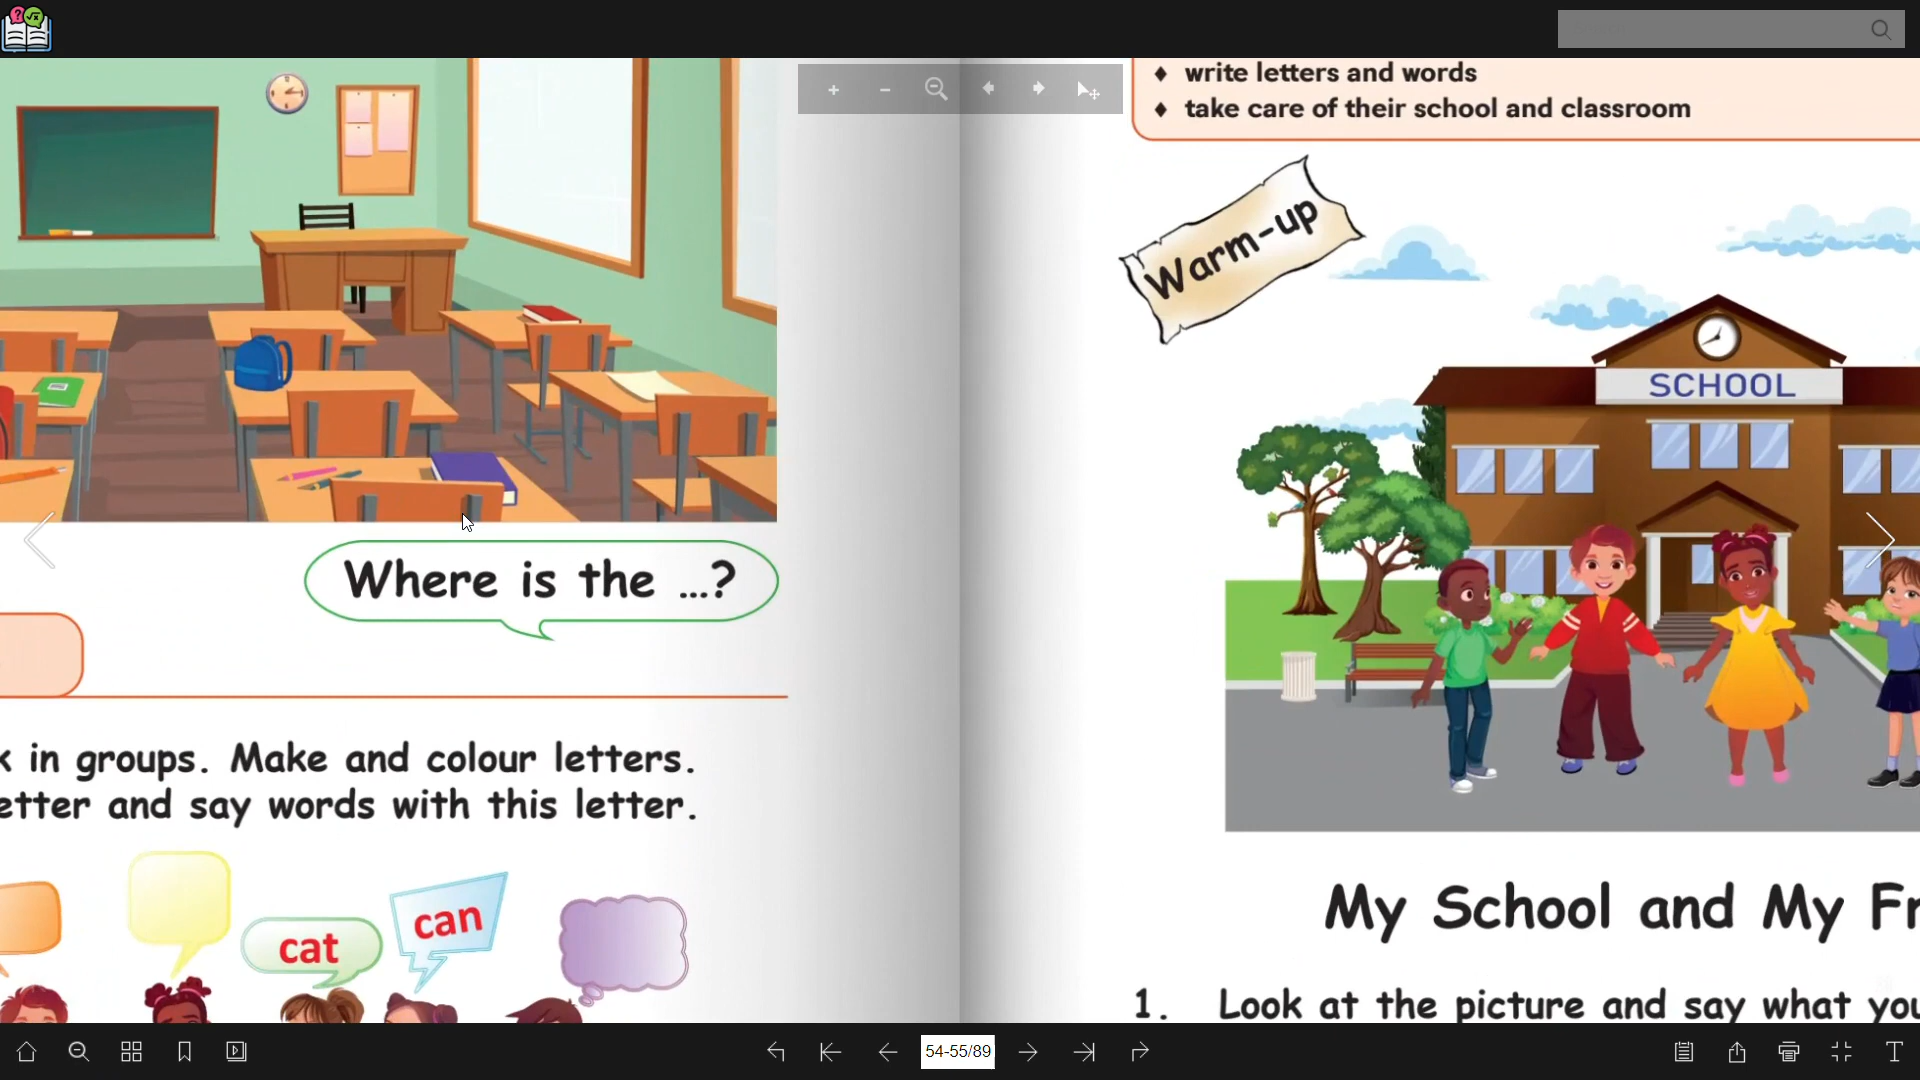 Where is the ...?
in groups. Make and colour letters.
etter and say words with this letter.
cat
can
write letters and words
take care of their school and classroom
Warm-up
SCHOOL
My School and My Fr
1. Look at the picture and say what you
54-55/89